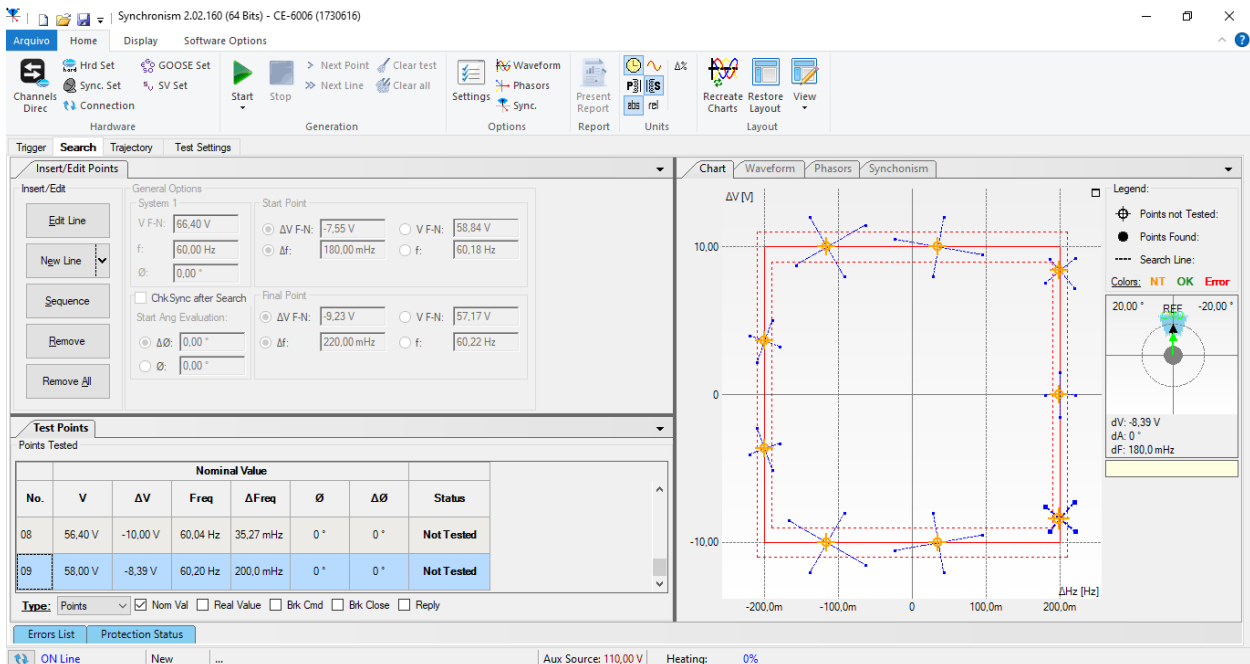 Synchronism 2.02.160 (64 Bits) - CE-6006 (1730616)
Arquivo Home Display Software Options
Channels Direc
Hrd Set
Sync. Set
Connection
GOOSE Set
SV Set
Hardware
Start
Stop
> Next Point
>> Next Line
Clear test
Clear all
Generation
Settings
Waveform
Phasors
Sync.
Options
Present Report
Report
abs rel
Δ%
Units
Recreate Charts
Restore Layout
View
Layout
Trigger Search Trajectory Test Settings
Insert/Edit Points
Insert/Edit
Edit Line
New Line
Sequence
Remove
Remove All
General Options
System 1
V F-N: 66,40 V
f: 60,00 Hz
Ø: 0,00 °
ChkSync after Search
Start Ang Evaluation:
ΔØ: 0,00 °
Ø: 0,00 °
Start Point
ΔV F-N: -7,55 V V F-N: 58,84 V
Δf: 180,00 mHz f: 60,18 Hz
Final Point
ΔV F-N: -9,23 V V F-N: 57,17 V
Δf: 220,00 mHz f: 60,22 Hz
Test Points
Points Tested
Nominal Value
No. V ΔV Freq ΔFreq Ø ΔØ Status
08 56,40 V -10,00 V 60,04 Hz 35,27 mHz 0 ° 0 ° Not Tested
09 58,00 V -8,39 V 60,20 Hz 200,0 mHz 0 ° 0 ° Not Tested
Type: Points Nom Val Real Value Brk Cmd Brk Close Reply
Chart Waveform Phasors Synchonism
ΔV [V]
10.00
0
-10.00
ΔHz [Hz]
-200,0m -100,0m 0 100,0m 200,0m
Legend:
Points not Tested:
Points Found:
Search Line:
Colors: NT OK Error
20,00 ° REF -20,00 °
dV: -8,39 V
dA: 0 °
dF: 180,0 mHz
Errors List Protection Status
ON Line New ... Aux Source: 110,00 V Heating: 0%